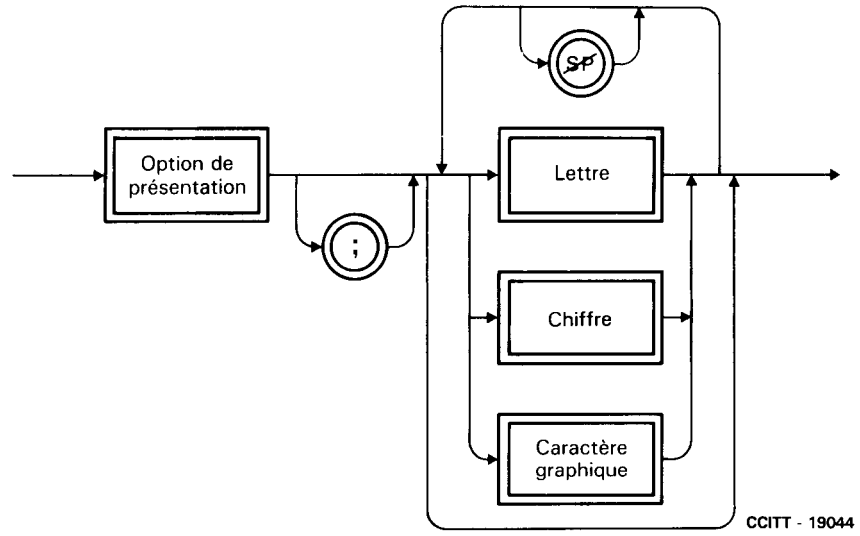 SP
Option de
présentation
Lettre
;
Chiffre
Caractère
graphique
CCITT - 19044